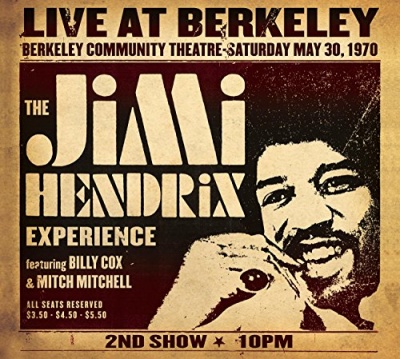 LIVE AT BERKELEY
BERKELEY COMMUNITY THEATRE-SATURDAY MAY 30, 1970
THE
JiMi
HENDRiX
EXPERIENCE
featuring BILLY COX
& MITCH MITCHELL
ALL SEATS RESERVED
$3.50 - $4.50 - $5.50
2ND SHOW ★ 10PM